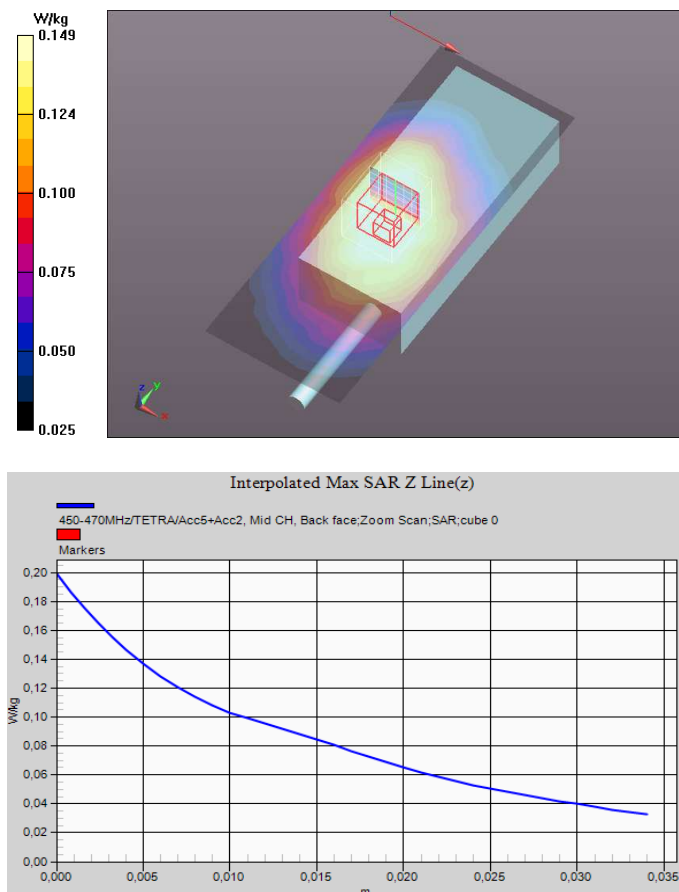 W/kg
0.149
0.124
0.100
0.075
0.050
0.025
z
y
x
Interpolated Max SAR Z Line(z)
450-470MHz/TETRA/Acc5+Acc2, Mid CH, Back face;Zoom Scan;SAR;cube 0
Markers
0,20
0,18
0,16
0,14
0,12
0,10
0,08
0,06
0,04
0,02
0,00
W/kg
0,000 0,005 0,010 0,015 0,020 0,025 0,030 0,035
m